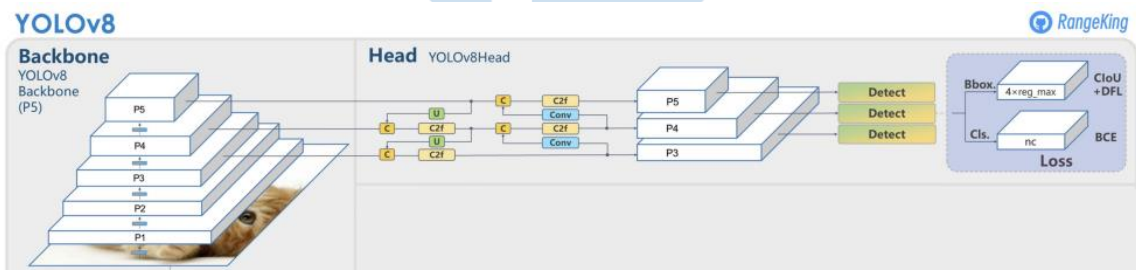 YOLOv8
RangeKing
Backbone
YOLOv8
Backbone
(P5)
P5
P4
P3
P2
P1
Head YOLOv8Head
C C2f
U Conv
C C2f C C2f
U Conv
C C2f
P5
P4
P3
Detect
Detect
Detect
Bbox.
4×reg_max
CIoU
+DFL
Cls.
nc
BCE
Loss